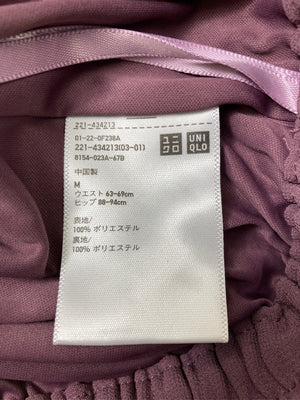 221-434Z13
01-22-0F238A
221-434Z13(03-01)
8154-023A-67B
ユニクロ
UNIQLO
中国製
M
ウエスト 63-69cm
ヒップ 88-94cm
表地/
100% ポリエステル
裏地/
100% ポリエステル